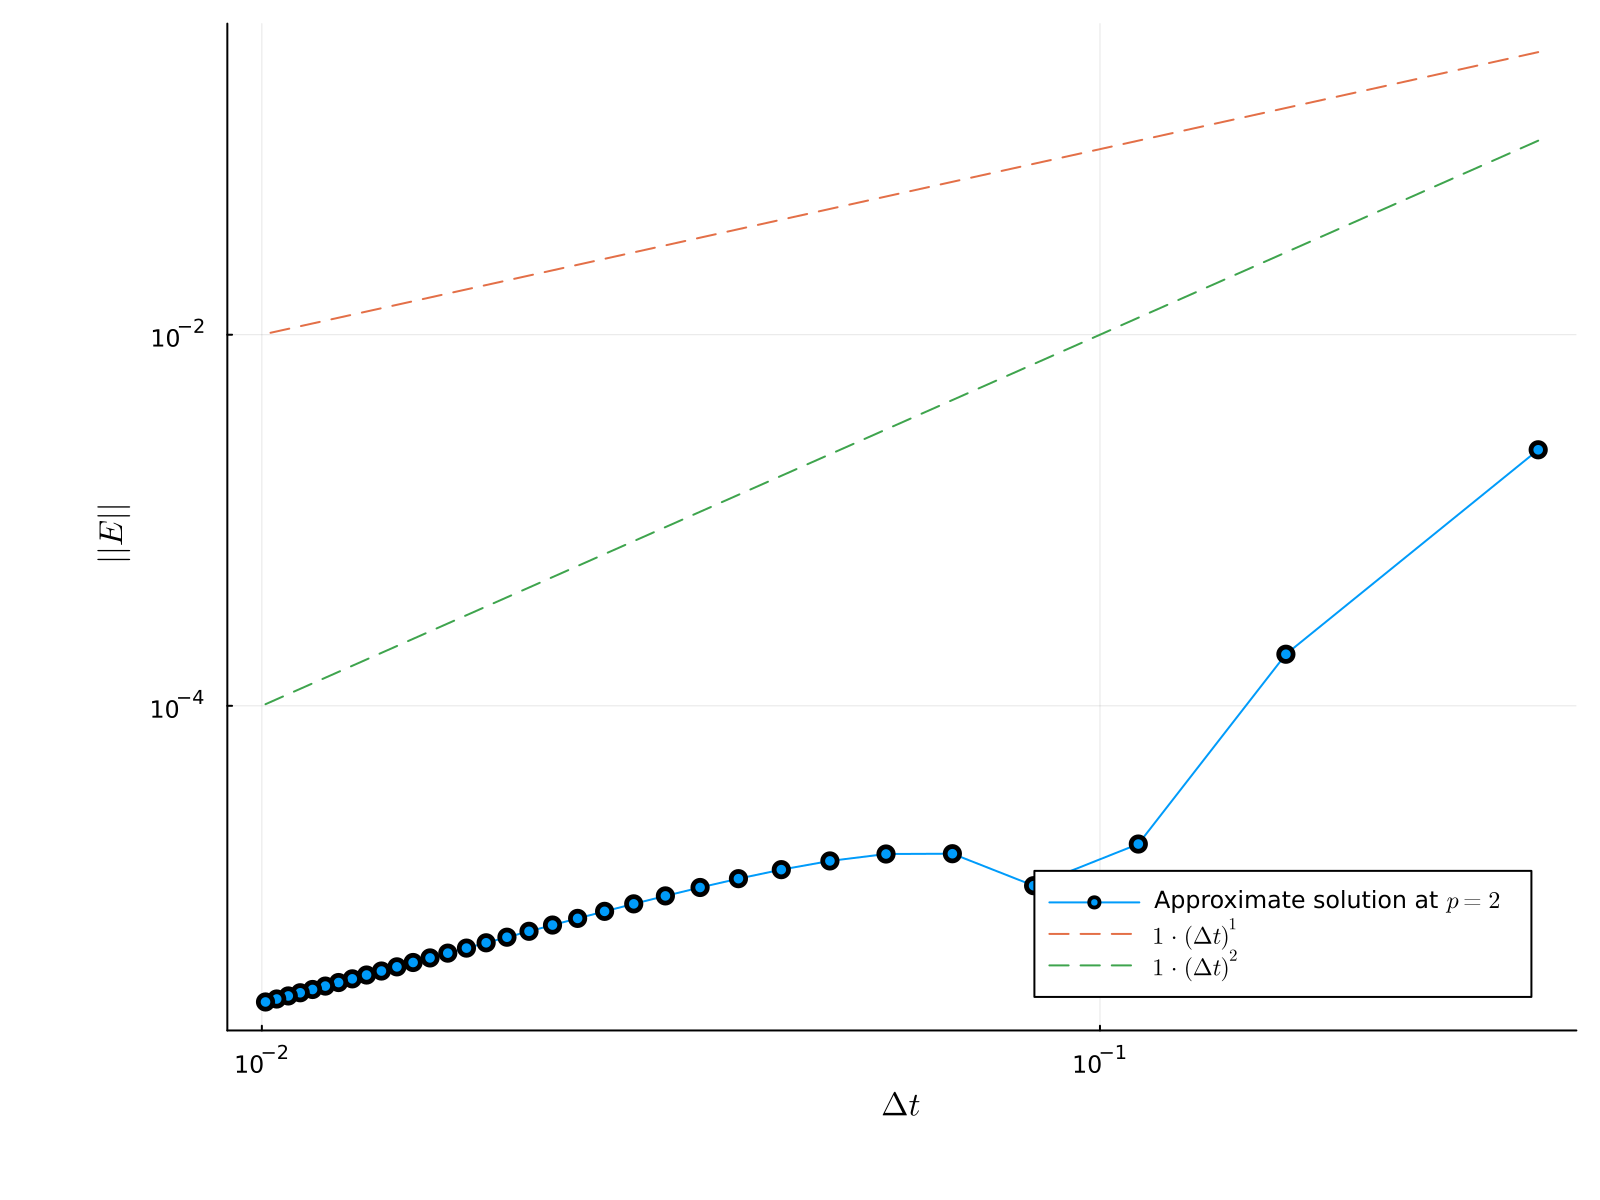 ||E||
10⁻²
10⁻⁴
Approximate solution at p = 2
1 · (Δt)¹
1 · (Δt)²
10⁻² 10⁻¹
Δt